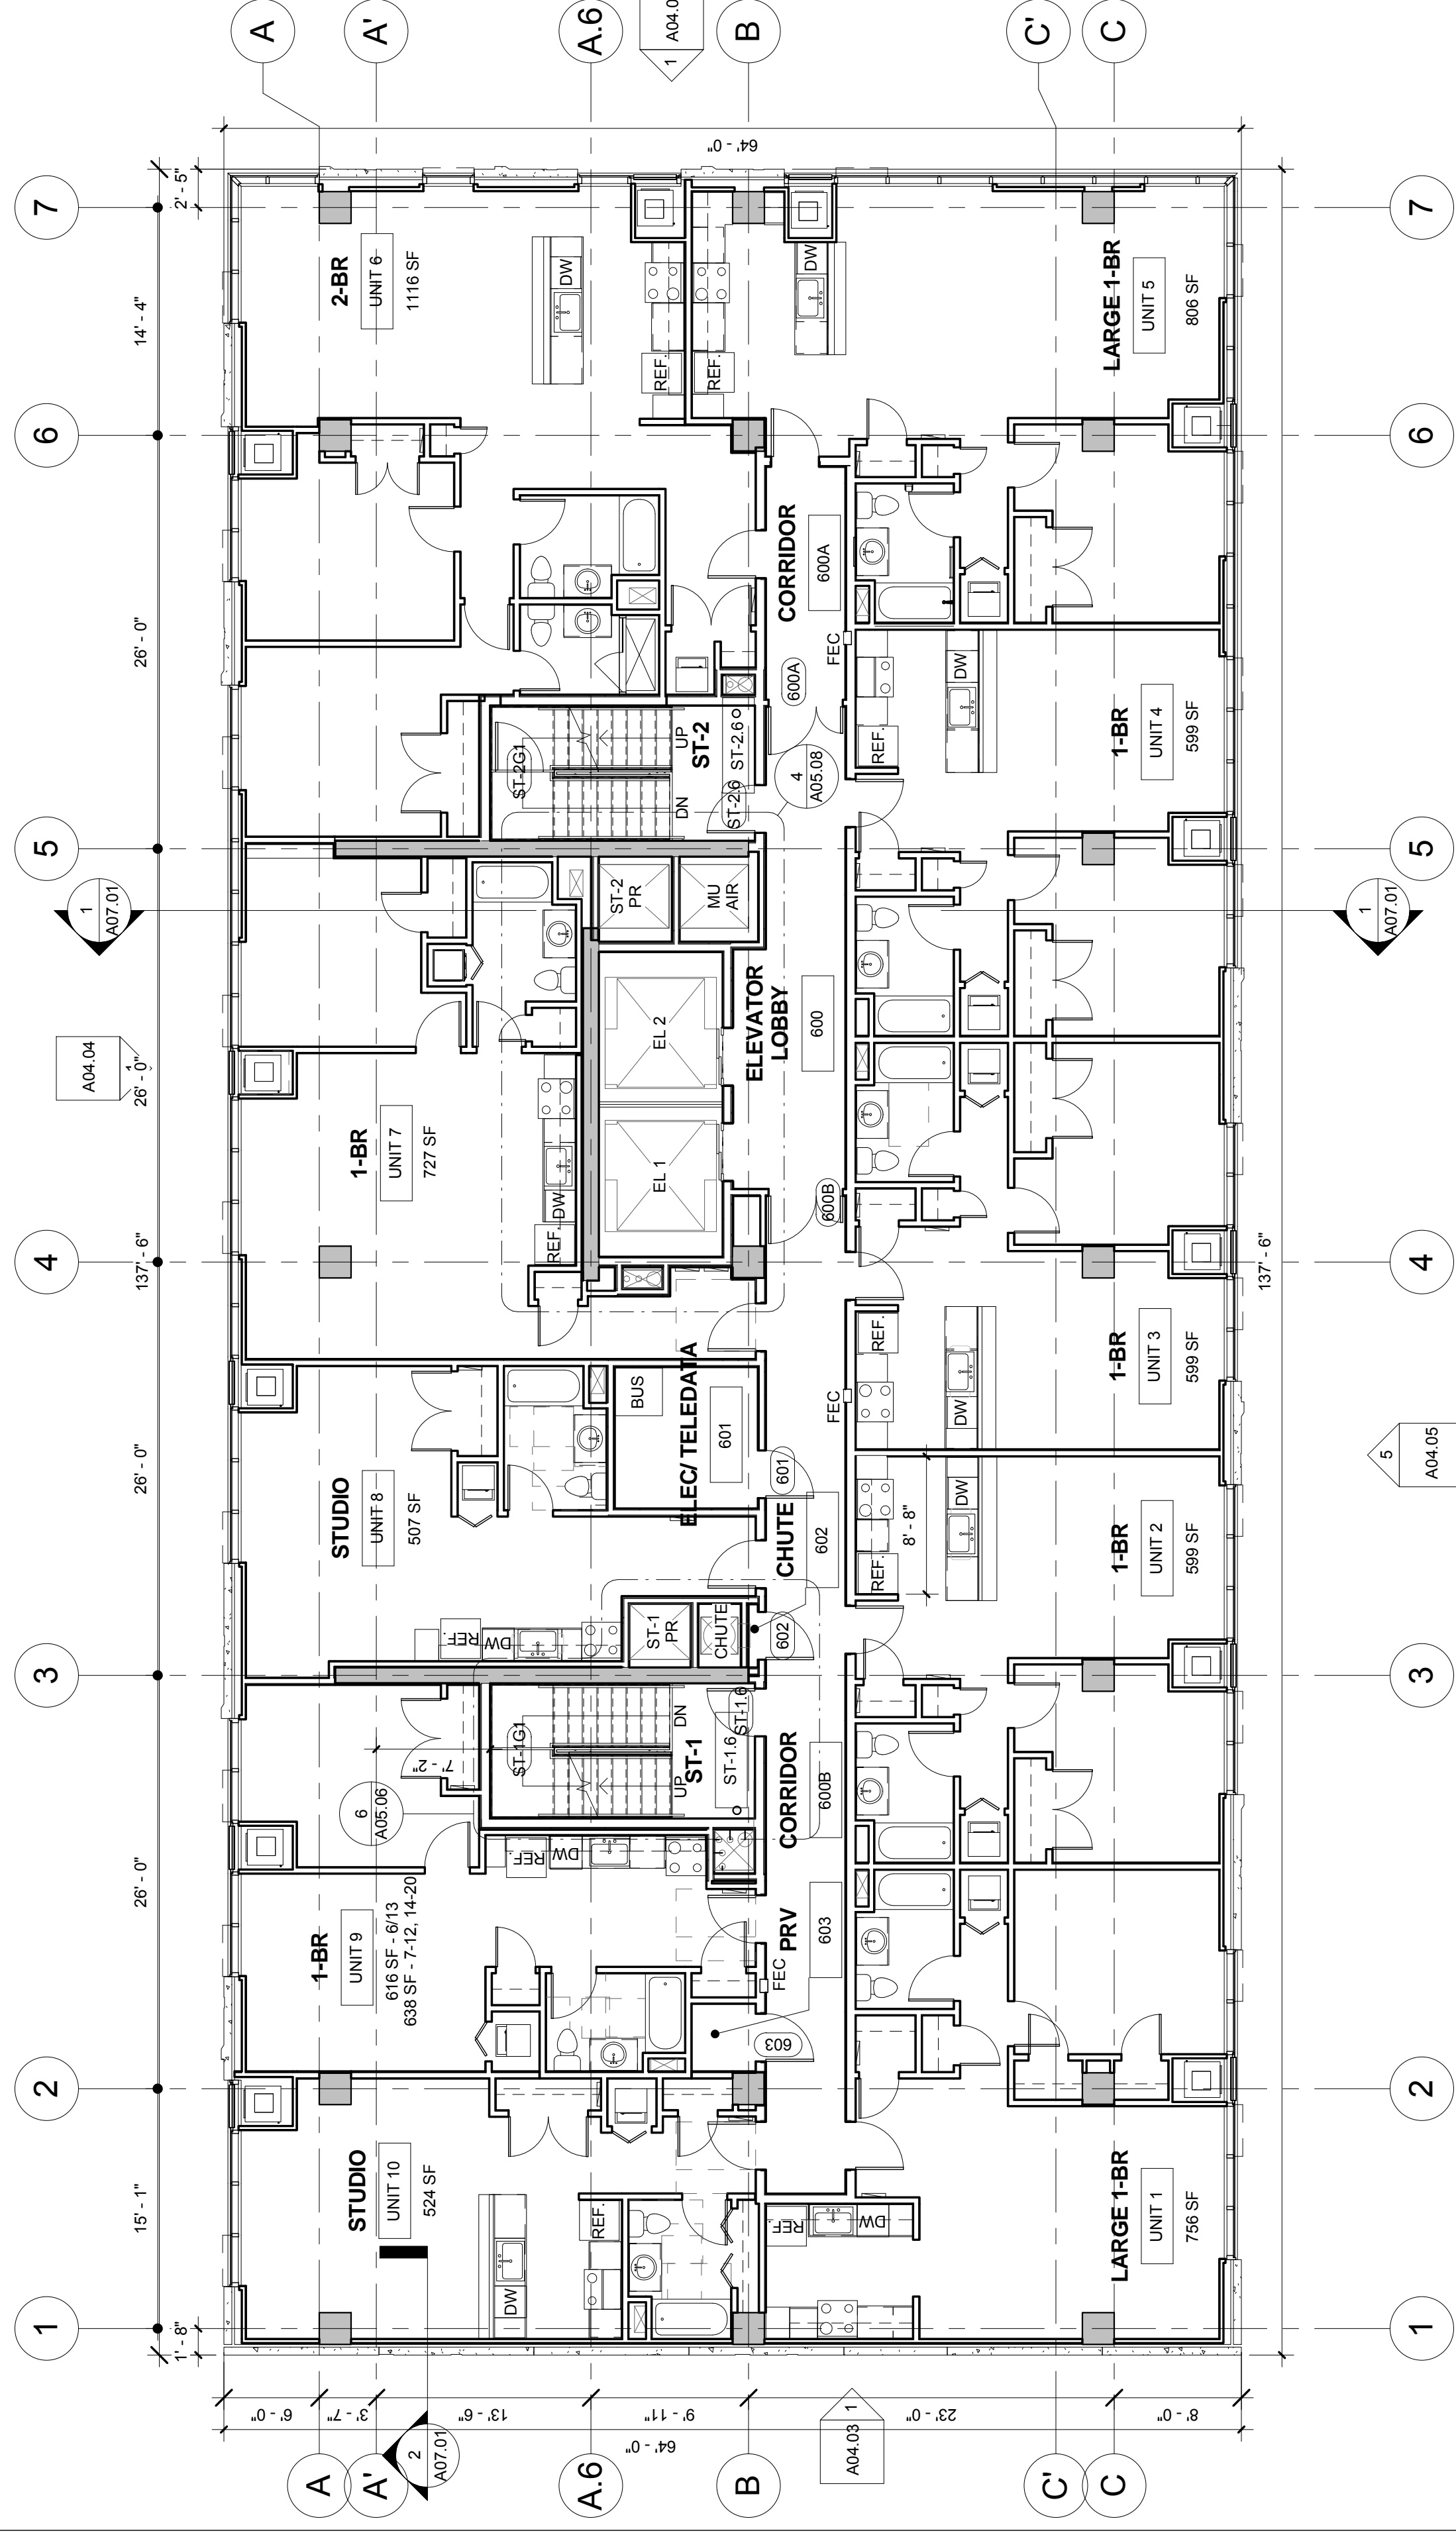 A
A'
A.6
1
A04.0
B
C'
C
7
6
5
4
3
2
1
2' - 5"
14' - 4"
26' - 0"
26' - 0"
137' - 6"
26' - 0"
26' - 0"
15' - 1"
1' - 8"
64' - 0"
2-BR
UNIT 6
1116 SF
DW
REF.
LARGE 1-BR
UNIT 5
806 SF
DW
REF.
CORRIDOR
600A
600A
FEC
1-BR
UNIT 4
599 SF
DW
REF.
ST-2
UP
DN
ST-2G1
ST-2.6
ST-2.6
4
A05.08
1
A07.01
1
A07.01
A04.04
1
ST-2
PR
MU
AIR
EL 2
EL 1
ELEVATOR
LOBBY
600
600B
1-BR
UNIT 7
727 SF
DW
REF.
1-BR
UNIT 3
599 SF
DW
REF.
FEC
STUDIO
UNIT 8
507 SF
REF.
DW
BUS
ELEC/ TELEDATA
601
601
CHUTE
602
602
CHUTE
ST-1
PR
1-BR
UNIT 2
599 SF
DW
REF.
8' - 8"
5
A04.05
137' - 6"
ST-1
UP
DN
ST-1G1
ST-1.6
ST-1.6
7' - 2"
6
A05.06
CORRIDOR
600B
PRV
603
603
FEC
1-BR
UNIT 9
616 SF - 6/13
638 SF - 7-12, 14-20
REF.
DW
STUDIO
UNIT 10
524 SF
DW
REF.
LARGE 1-BR
UNIT 1
756 SF
REF.
DW
6' - 0"
3' - 7"
13' - 6"
9' - 11"
23' - 0"
8' - 0"
64' - 0"
2
A07.01
1
A04.03
A
A'
A.6
B
C'
C
7
6
5
4
3
2
1